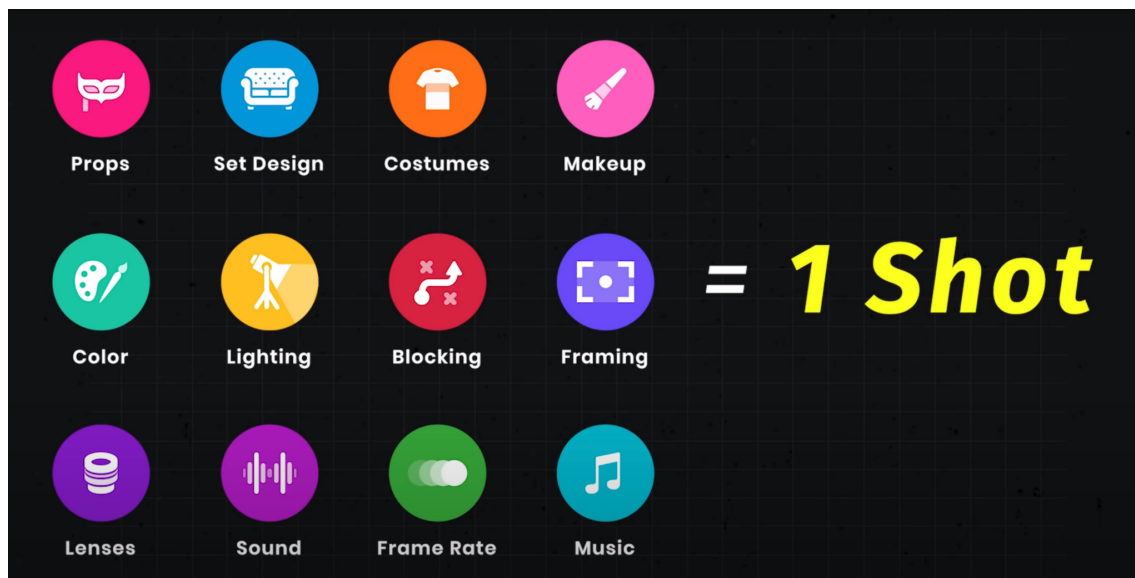 Props Set Design Costumes Makeup
= 1 Shot
Color Lighting Blocking Framing
Lenses Sound Frame Rate Music